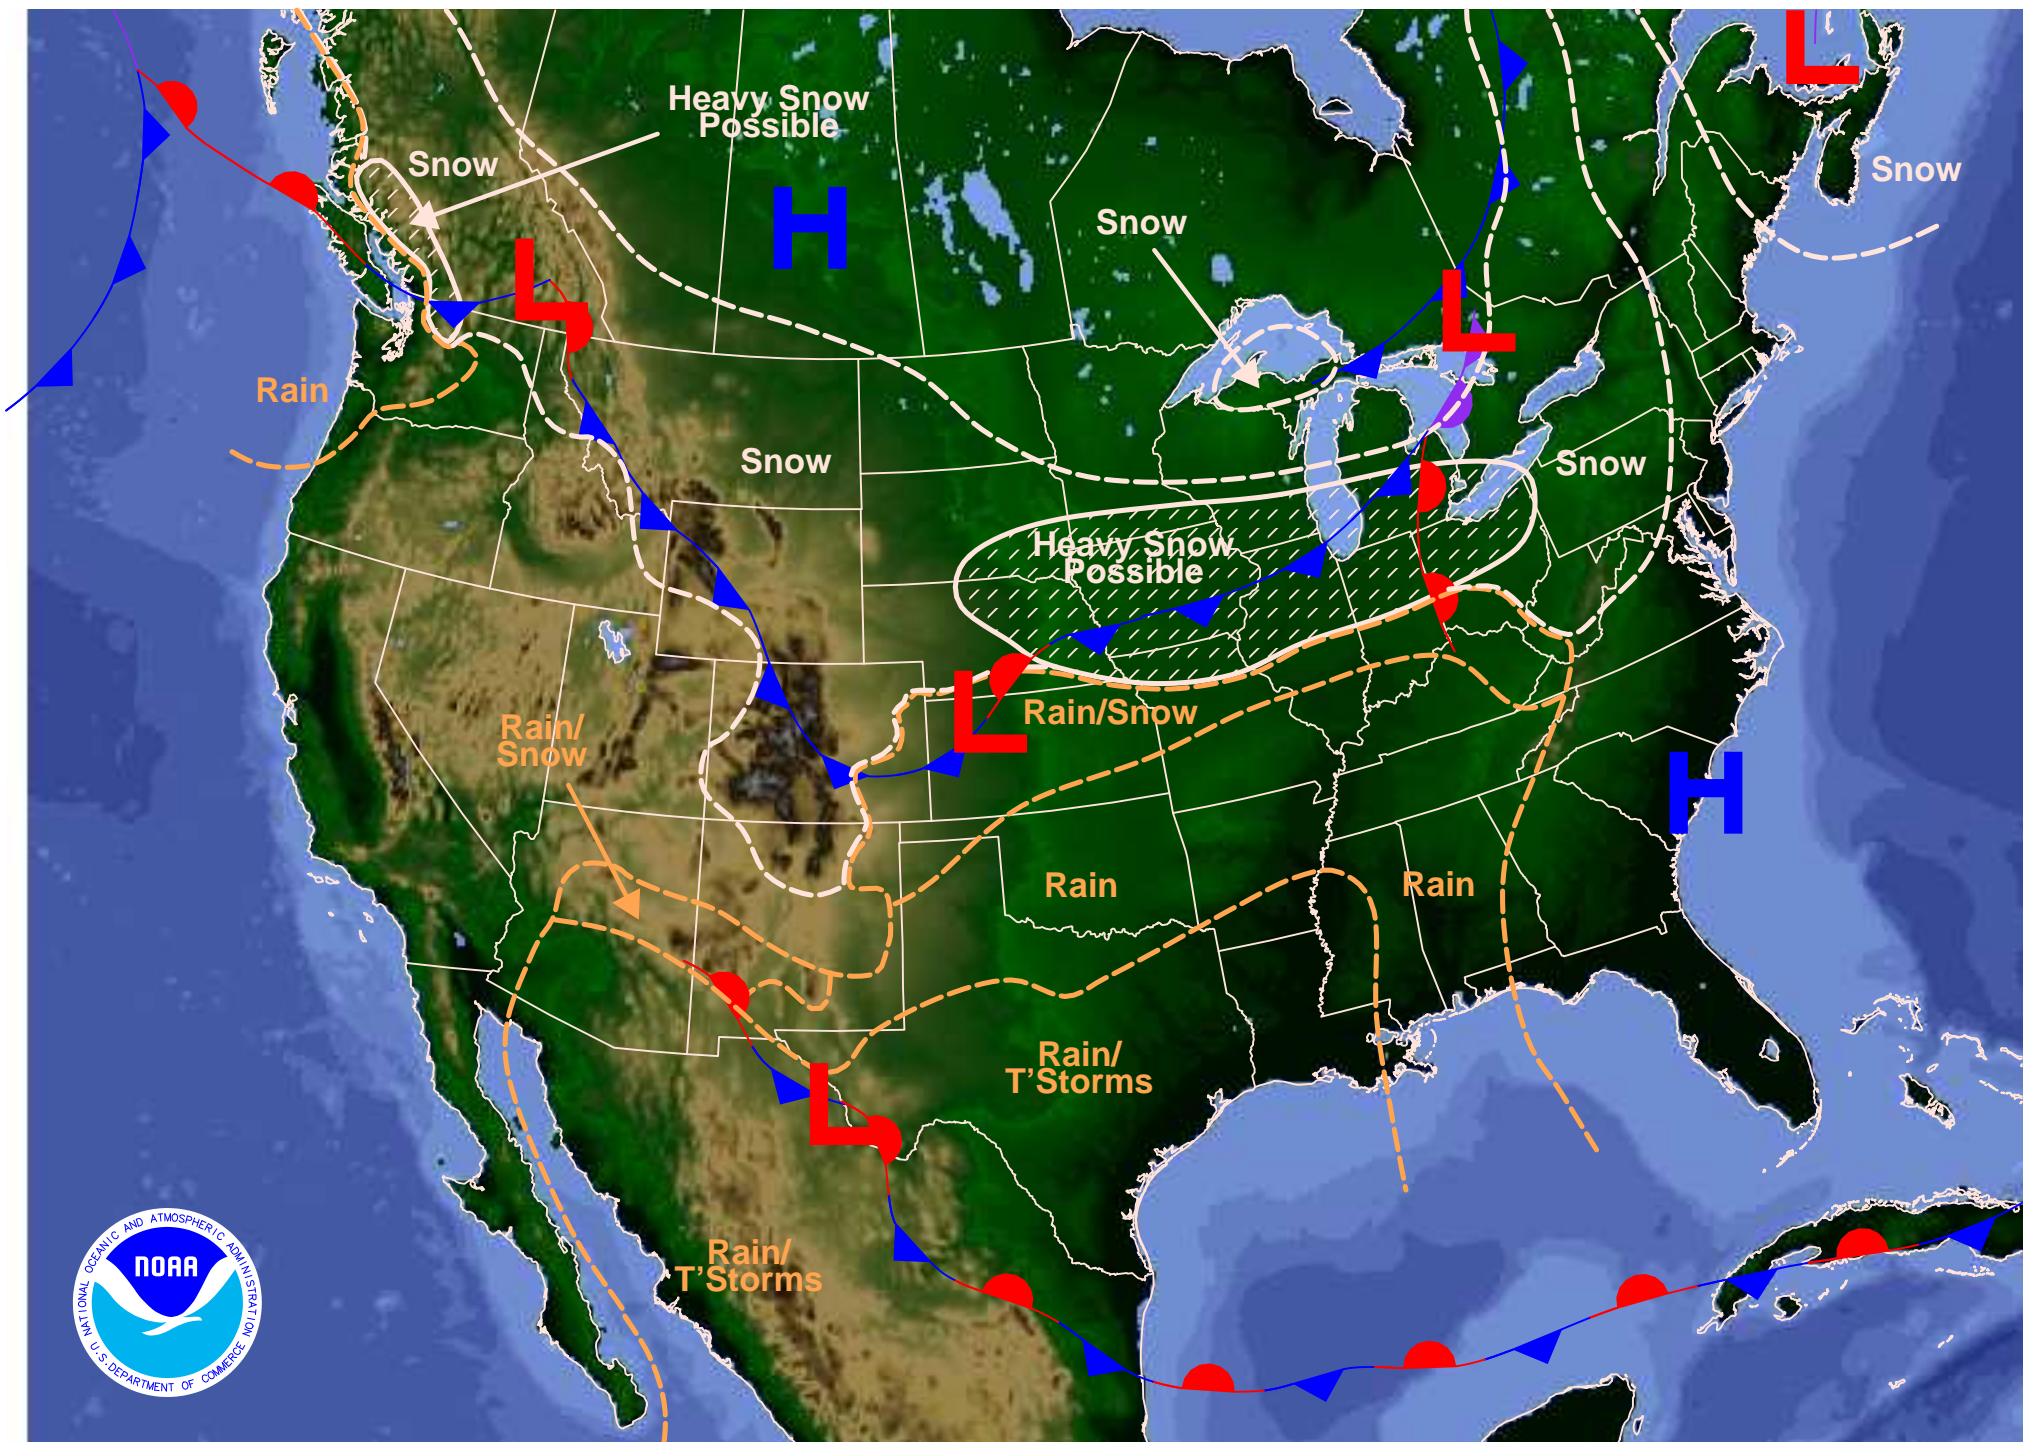 Heavy Snow
Possible
Snow
H
L
L
Snow
Snow
L
Rain
Snow
Snow
Heavy Snow
Possible
L
Rain/Snow
Rain/
Snow
H
Rain
Rain
Rain/
T'Storms
L
Rain/
T'Storms
NATIONAL OCEANIC AND ATMOSPHERIC ADMINISTRATION
NOAA
U.S. DEPARTMENT OF COMMERCE